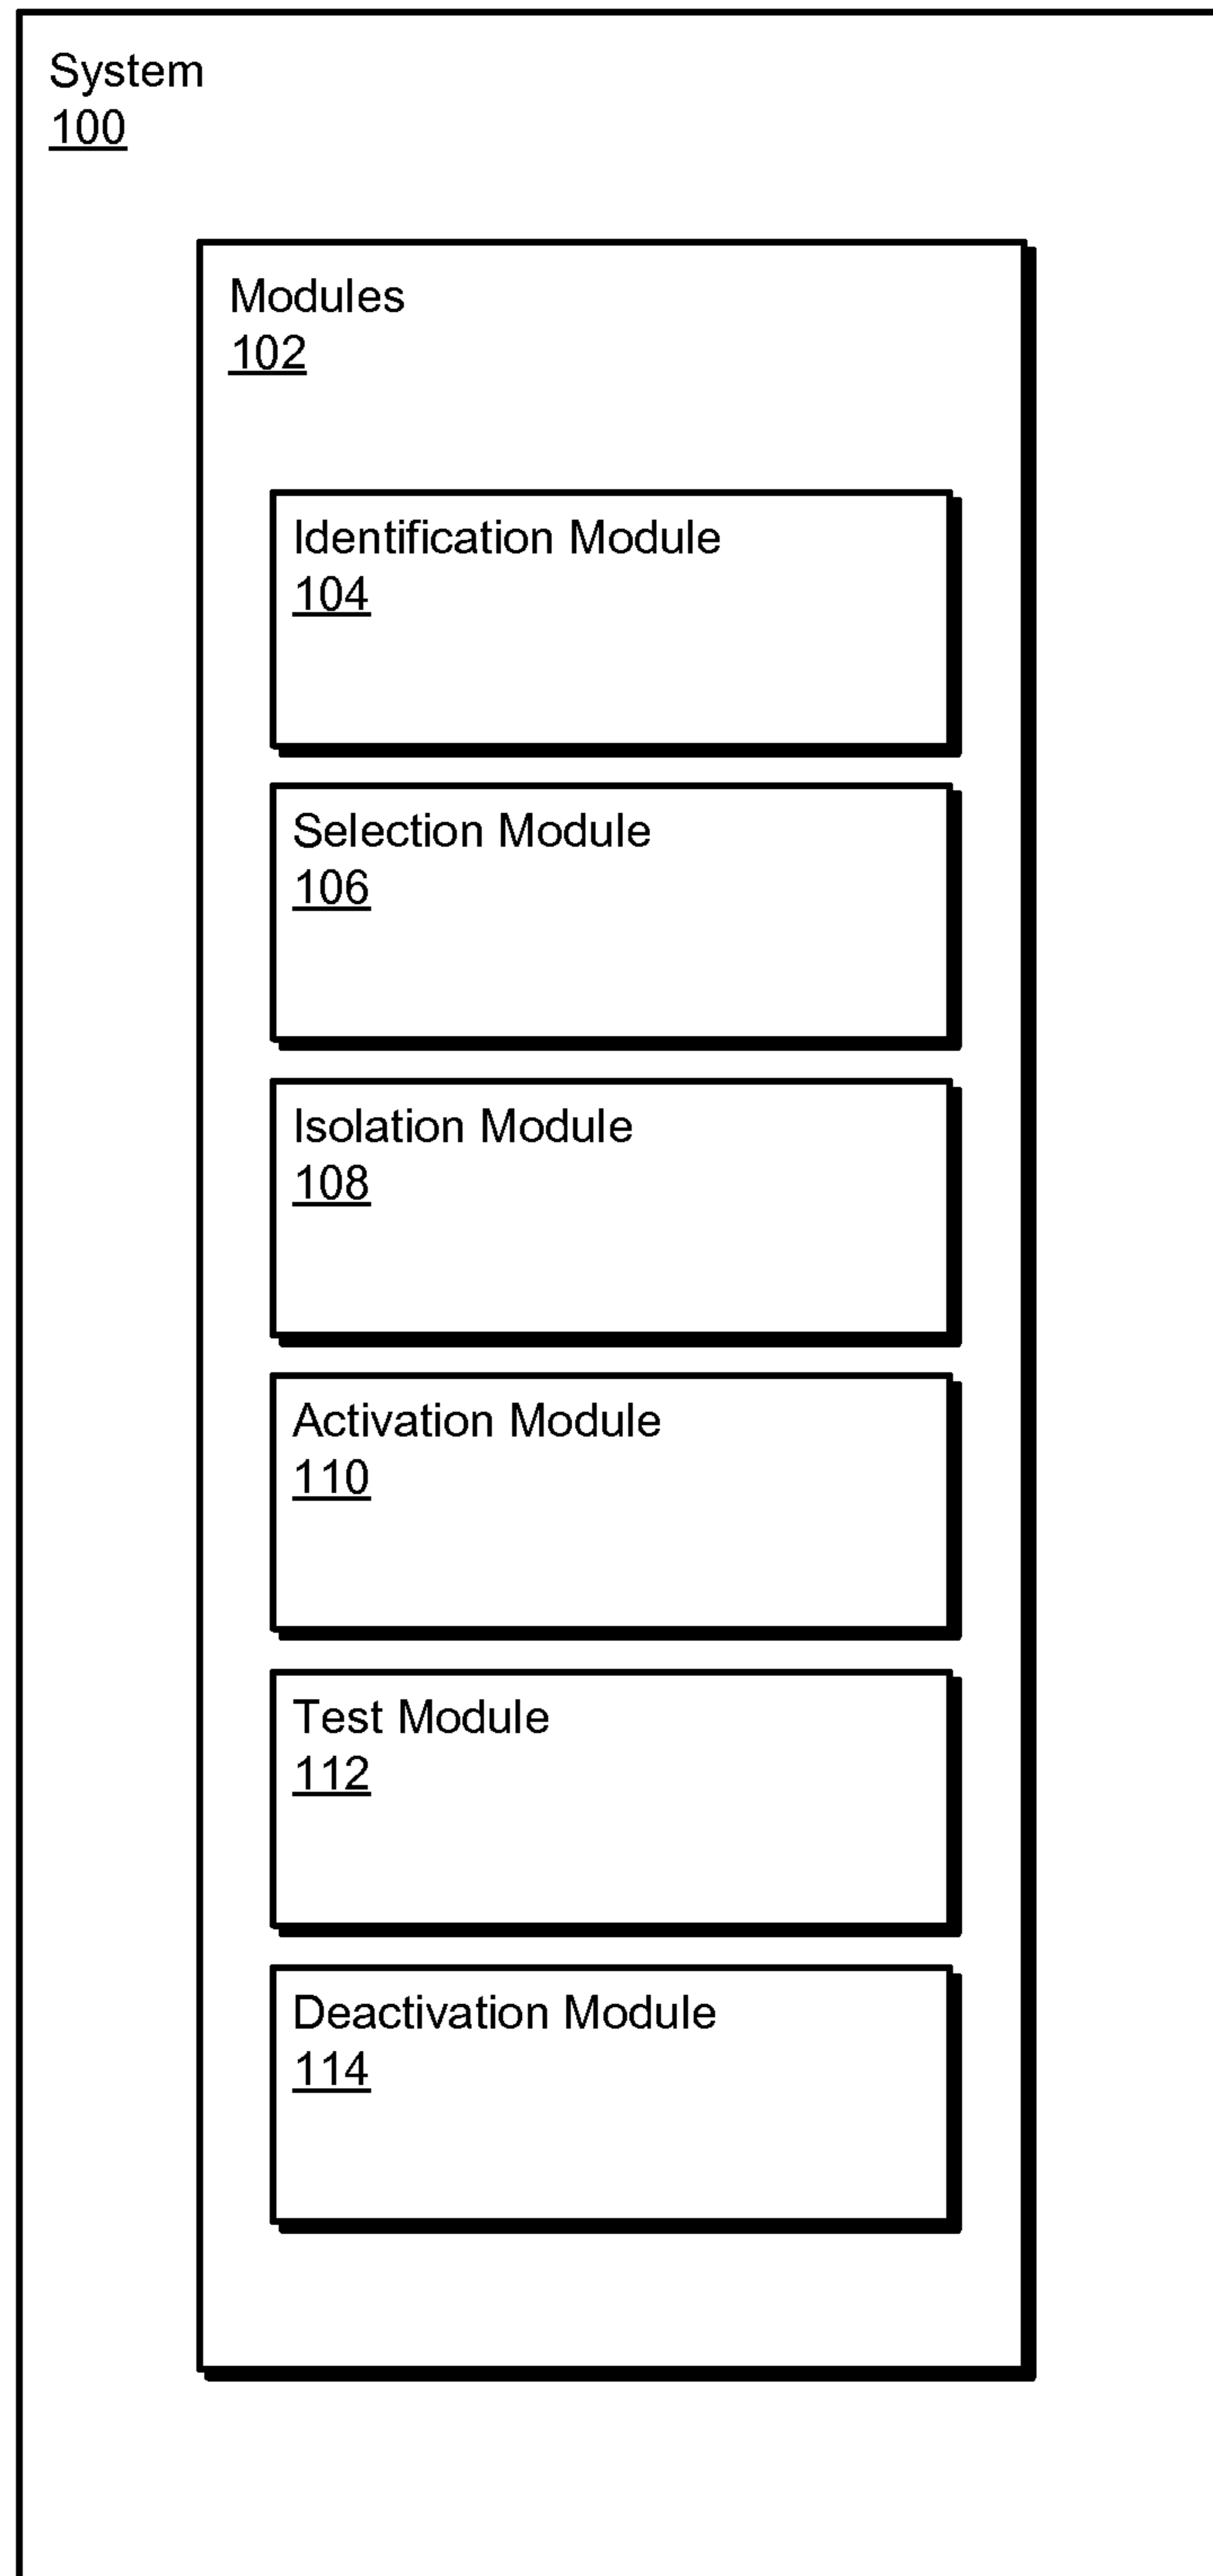 System
100
Modules
102
Identification Module
104
Selection Module
106
Isolation Module
108
Activation Module
110
Test Module
112
Deactivation Module
114